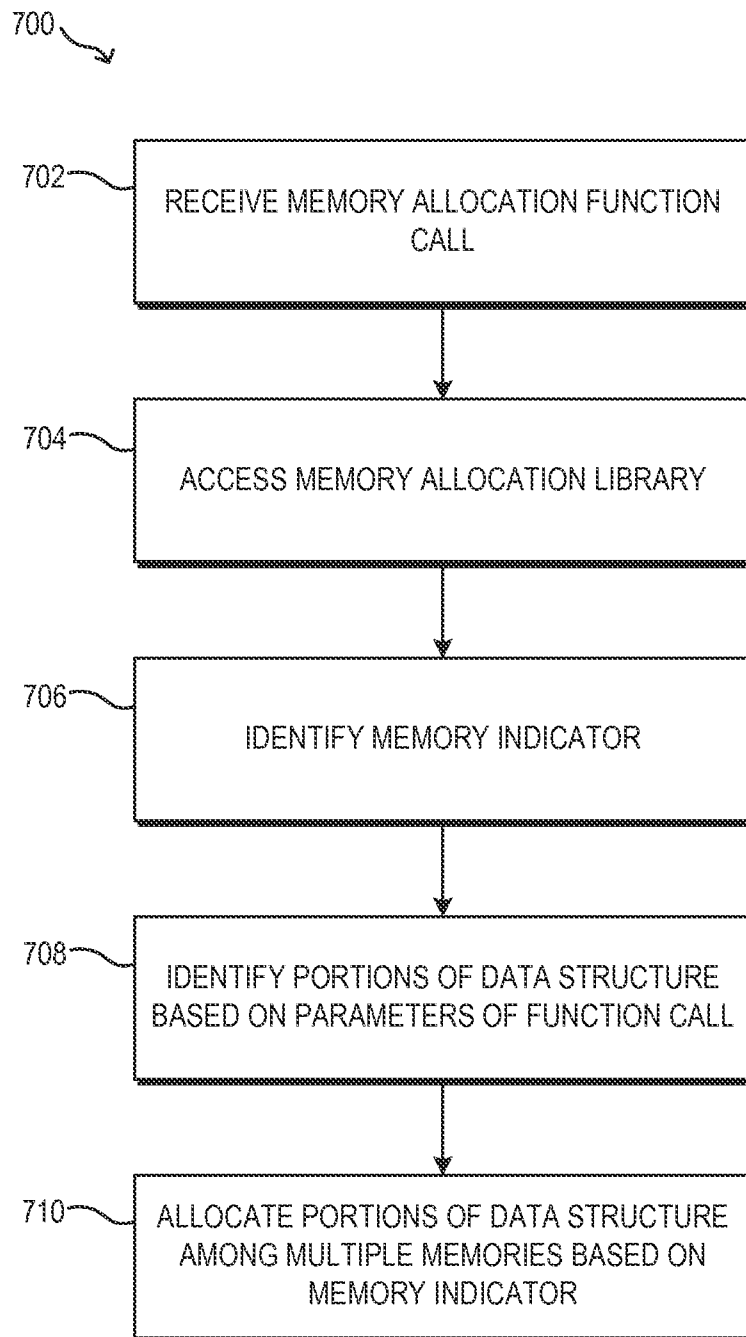 700
702
RECEIVE MEMORY ALLOCATION FUNCTION
CALL
704
ACCESS MEMORY ALLOCATION LIBRARY
706
IDENTIFY MEMORY INDICATOR
708
IDENTIFY PORTIONS OF DATA STRUCTURE
BASED ON PARAMETERS OF FUNCTION CALL
710
ALLOCATE PORTIONS OF DATA STRUCTURE
AMONG MULTIPLE MEMORIES BASED ON
MEMORY INDICATOR